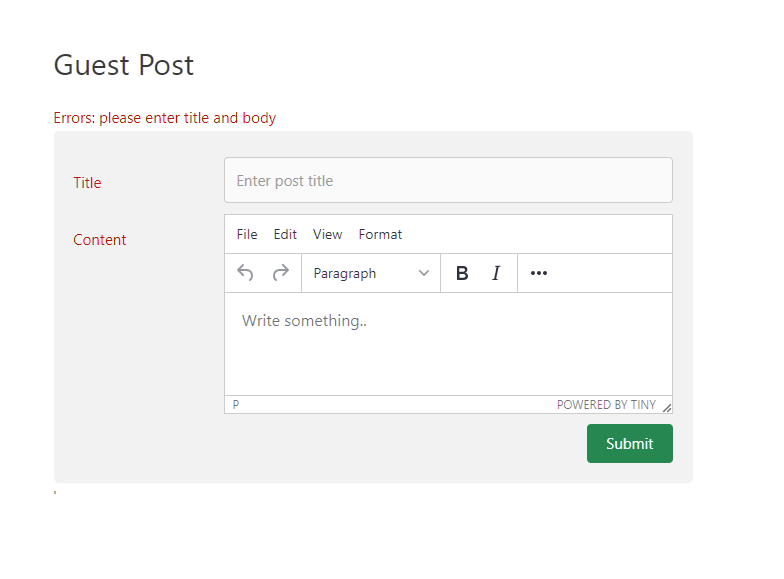 Guest Post
Errors: please enter title and body
Title
Enter post title
Content
File Edit View Format
Paragraph B I •••
Write something..
P POWERED BY TINY
Submit
'